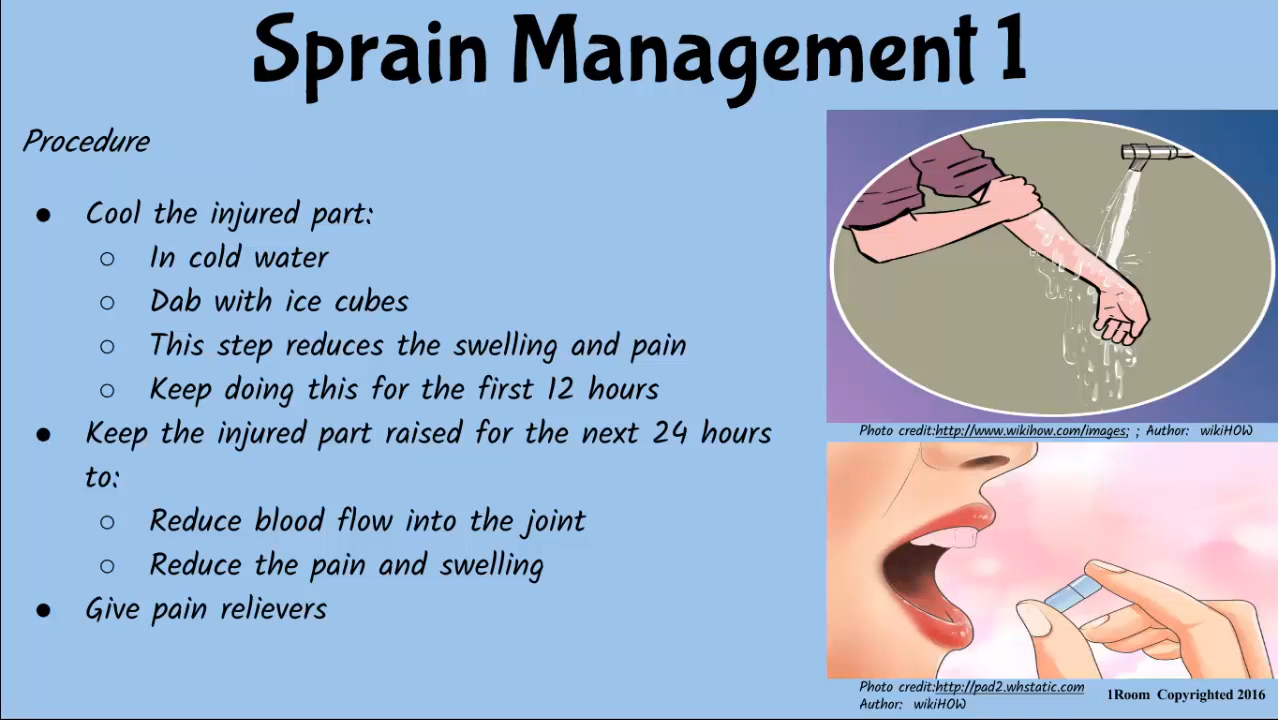 Sprain Management 1
Procedure
● Cool the injured part:
○ In cold water
○ Dab with ice cubes
○ This step reduces the swelling and pain
○ Keep doing this for the first 12 hours
● Keep the injured part raised for the next 24 hours
to:
○ Reduce blood flow into the joint
○ Reduce the pain and swelling
● Give pain relievers
Photo credit:http://www.wikihow.com/images; ; Author: wikiHOW
Photo credit:http://pad2.whstatic.com
Author: wikiHOW
1Room Copyrighted 2016